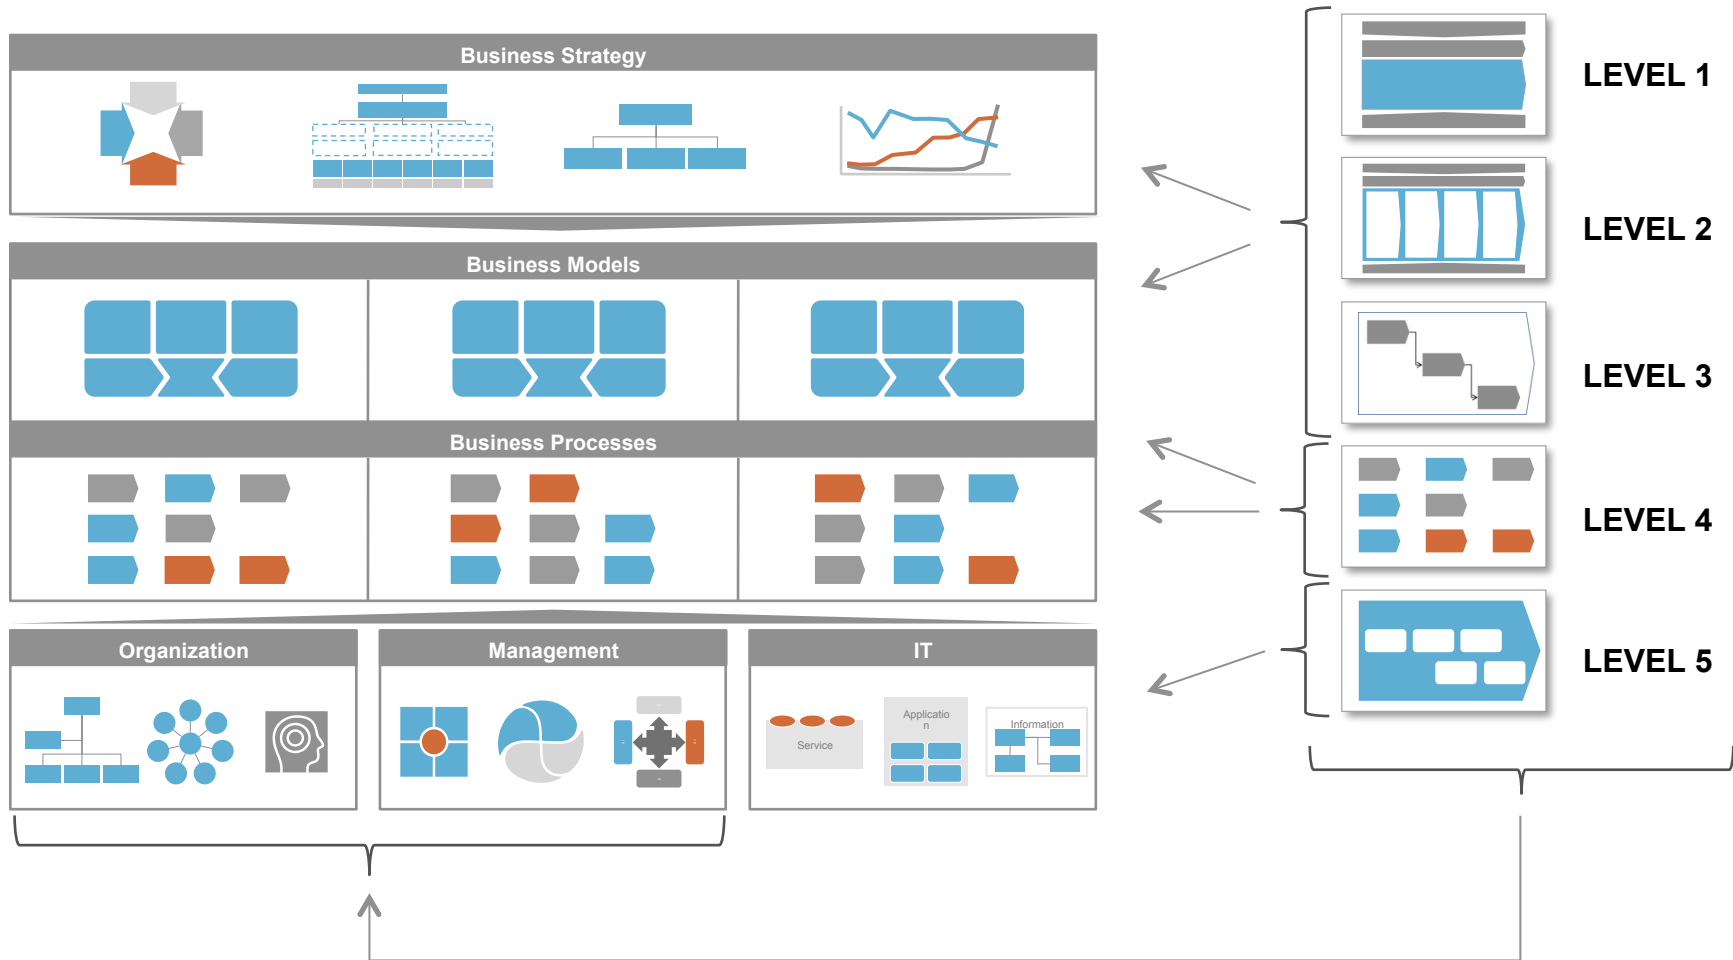 Business Strategy
Business Models
Business Processes
Organization
Management
IT
Service
Applicatio
n
Information
LEVEL 1
LEVEL 2
LEVEL 3
LEVEL 4
LEVEL 5